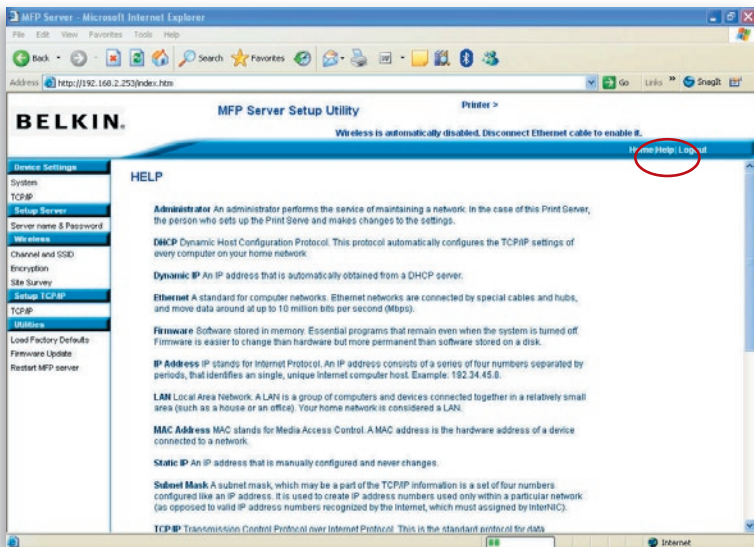 MFP Server - Microsoft Internet Explorer
File Edit View Favorites Tools Help
Back Search Favorites
Address http://192.168.2.253/index.htm Go Links » SnagIt
BELKIN.
MFP Server Setup Utility Printer >
Wireless is automatically disabled. Disconnect Ethernet cable to enable it.
Home|Help|Logout
Device Settings
System
TCP/IP
Setup Server
Server name & Password
Wireless
Channel and SSID
Encryption
Site Survey
Setup TCP/IP
TCP/IP
Utilities
Load Factory Defaults
Firmware Update
Restart MFP server
HELP
Administrator An administrator performs the service of maintaining a network. In the case of this Print Server,
the person who sets up the Print Serve and makes changes to the settings.
DHCP Dynamic Host Configuration Protocol. This protocol automatically configures the TCP/IP settings of
every computer on your home network
Dynamic IP An IP address that is automatically obtained from a DHCP server.
Ethernet A standard for computer networks. Ethernet networks are connected by special cables and hubs,
and move data around at up to 10 million bits per second (Mbps).
Firmware Software stored in memory. Essential programs that remain even when the system is turned off.
Firmware is easier to change than hardware but more permanent than software stored on a disk.
IP Address IP stands for Internet Protocol. An IP address consists of a series of four numbers separated by
periods, that identifies an single, unique Internet computer host. Example: 192.34.45.8.
LAN Local Area Network. A LAN is a group of computers and devices connected together in a relatively small
area (such as a house or an office). Your home network is considered a LAN.
MAC Address MAC stands for Media Access Control. A MAC address is the hardware address of a device
connected to a network.
Static IP An IP address that is manually configured and never changes.
Subnet Mask A subnet mask, which may be a part of the TCP/IP information is a set of four numbers
configured like an IP address. It is used to create IP address numbers used only within a particular network
(as opposed to valid IP address numbers recognized by the Internet, which must assigned by InterNIC).
TCP/IP Transmission Control Protocol over Internet Protocol. This is the standard protocol for data
Internet